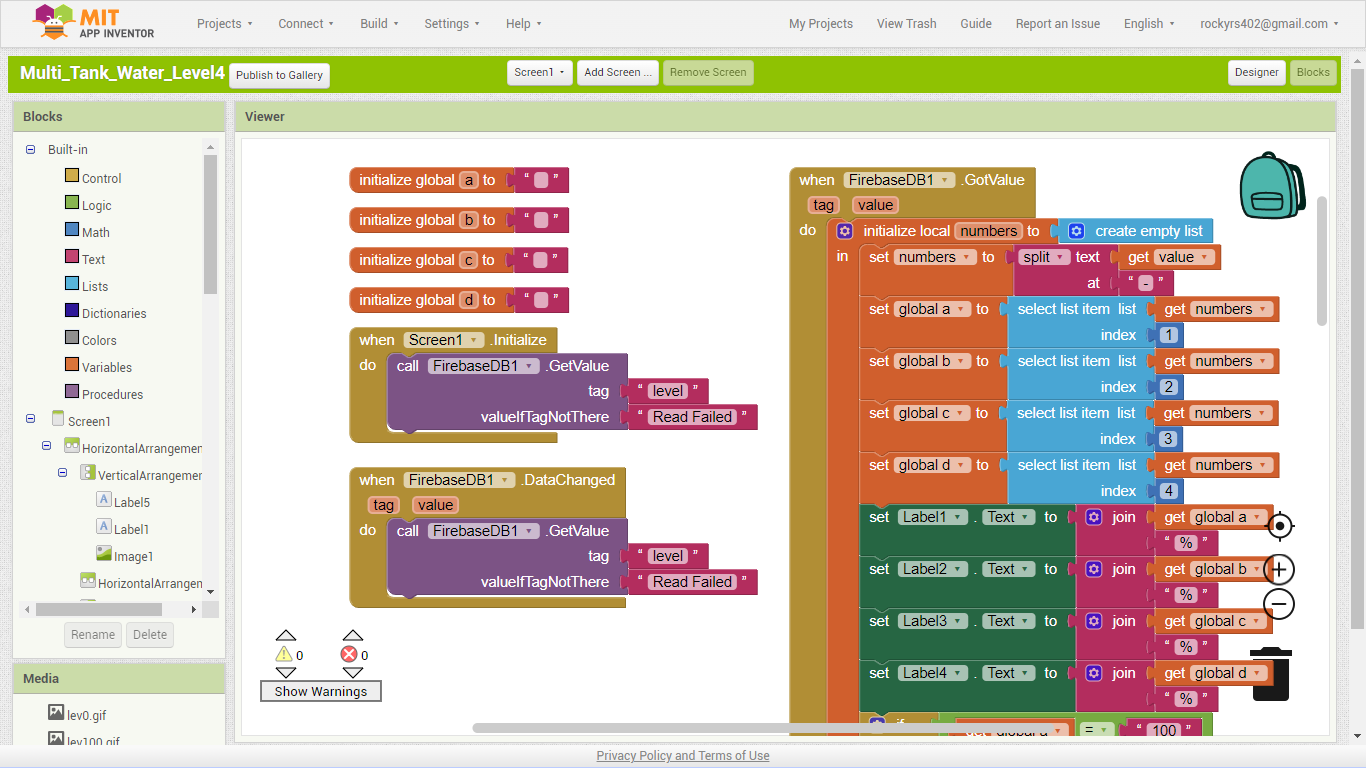 MIT
APP INVENTOR
Projects Connect Build Settings Help My Projects View Trash Guide Report an Issue English rockyrs402@gmail.com
Multi_Tank_Water_Level4 Publish to Gallery Screen1 Add Screen ... Remove Screen Designer Blocks
Blocks
Built-in
Control
Logic
Math
Text
Lists
Dictionaries
Colors
Variables
Procedures
Screen1
HorizontalArrangemen
VerticalArrangemer
Label5
Label1
Image1
HorizontalArrangen
Rename Delete
Media
lev0.gif
lev100.gif
Viewer
initialize global a to “ ”
initialize global b to “ ”
initialize global c to “ ”
initialize global d to “ ”
when Screen1 .Initialize
do call FirebaseDB1 .GetValue
tag “ level ”
valueIfTagNotThere “ Read Failed ”
when FirebaseDB1 .DataChanged
tag value
do call FirebaseDB1 .GetValue
tag “ level ”
valueIfTagNotThere “ Read Failed ”
0 0
Show Warnings
when FirebaseDB1 .GotValue
tag value
do initialize local numbers to create empty list
in set numbers to split text get value
at “ - ”
set global a to select list item list get numbers
index 1
set global b to select list item list get numbers
index 2
set global c to select list item list get numbers
index 3
set global d to select list item list get numbers
index 4
set Label1 . Text to join get global a
“ % ”
set Label2 . Text to join get global b
“ % ”
set Label3 . Text to join get global c
“ % ”
set Label4 . Text to join get global d
“ % ”
if get global a = “ 100 ”
Privacy Policy and Terms of Use